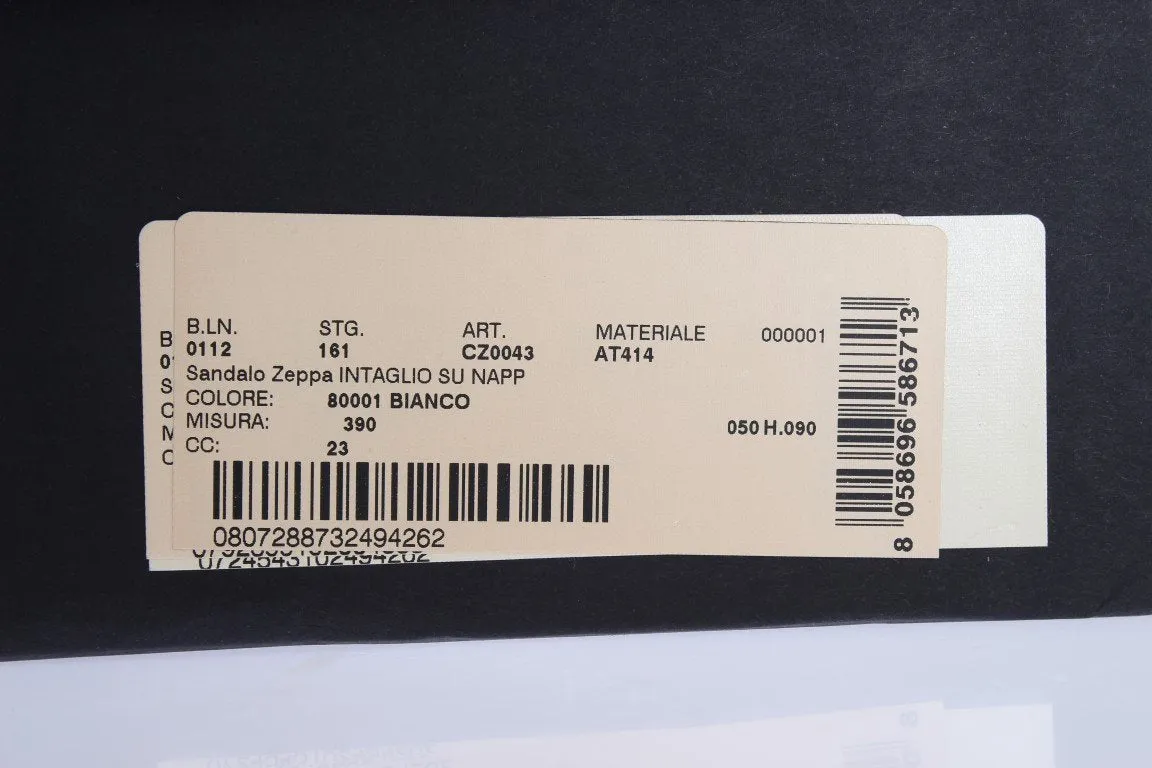 B.LN. STG. ART. MATERIALE 000001
0112 161 CZ0043 AT414
Sandalo Zeppa INTAGLIO SU NAPP
COLORE: 80001 BIANCO
MISURA: 390 050 H.090
CC: 23
0807288732494262
8 058696 586713
B
S
C
M
C